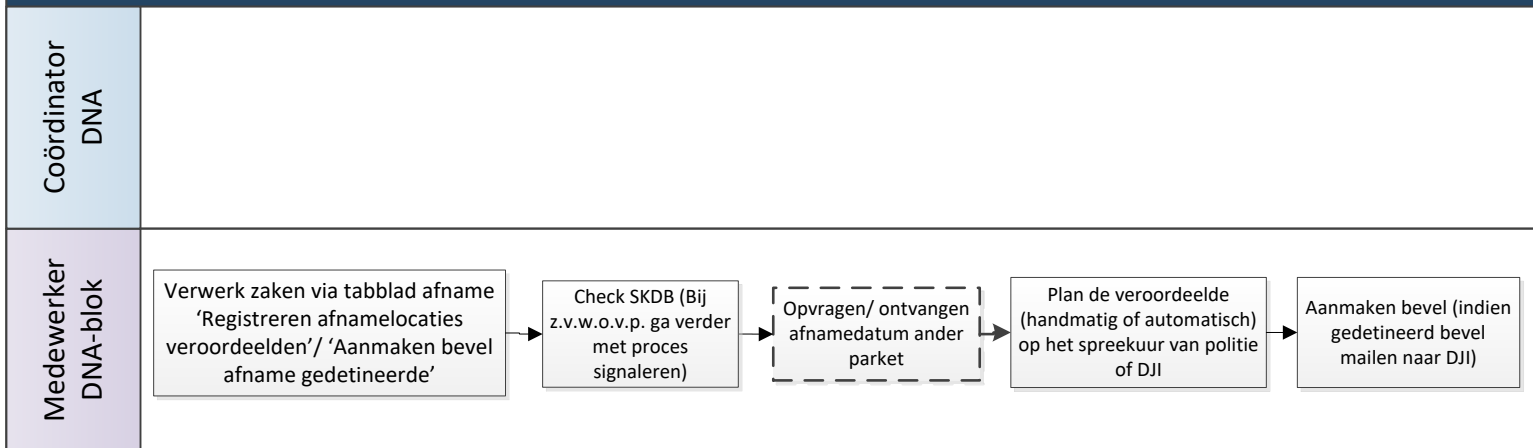 Coördinator
DNA
Medewerker
DNA-blok
Verwerk zaken via tabblad afname
‘Registreren afnamelocaties
veroordeelden’/ ‘Aanmaken bevel
afname gedetineerde’
Check SKDB (Bij
z.v.w.o.v.p. ga verder
met proces
signaleren)
Opvragen/ ontvangen
afnamedatum ander
parket
Plan de veroordeelde
(handmatig of automatisch)
op het spreekuur van politie
of DJI
Aanmaken bevel (indien
gedetineerd bevel
mailen naar DJI)